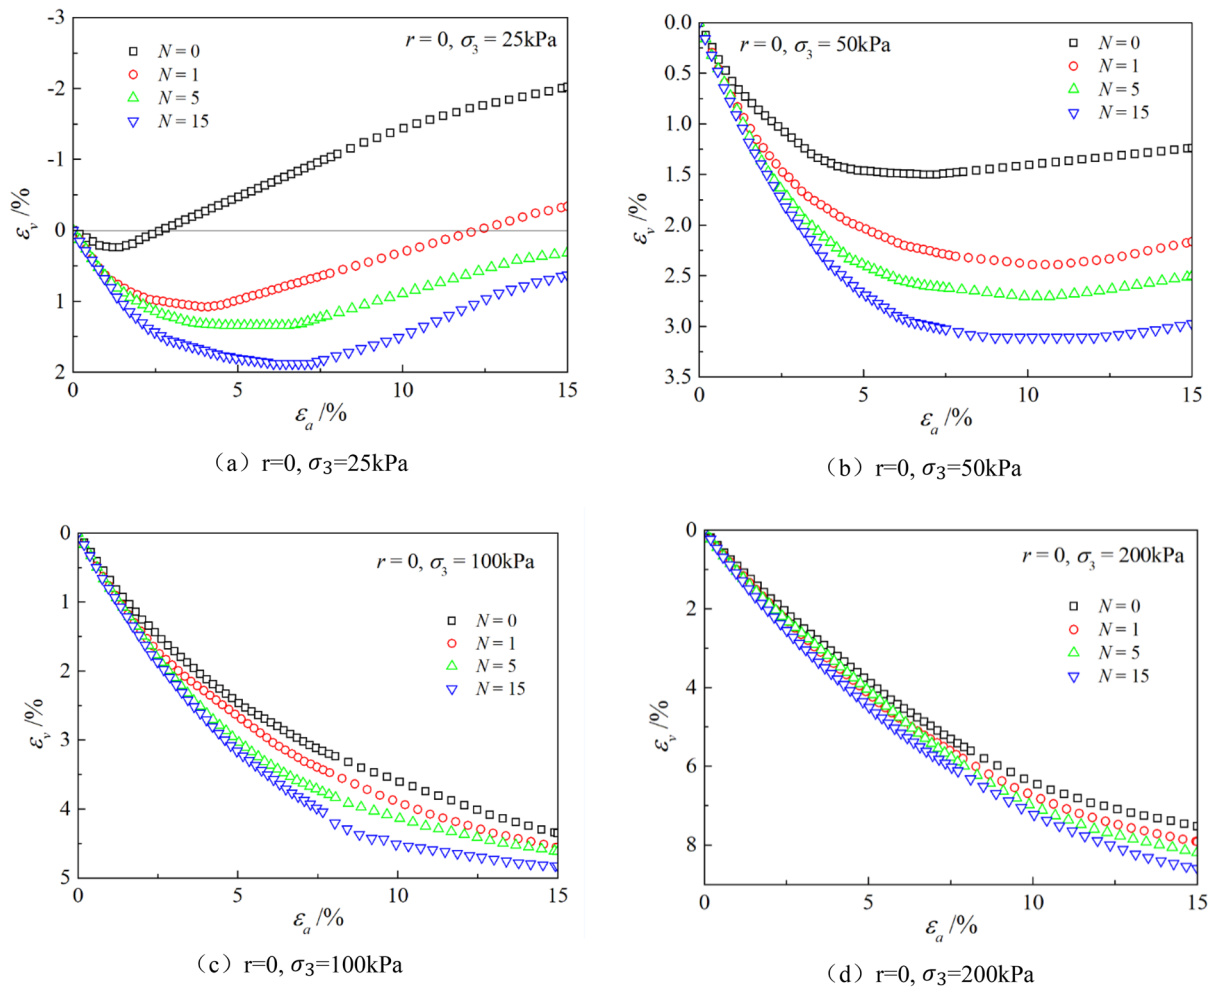 -3
-2
-1
0
1
2
0
5
10
15
εv /%
εa /%
r = 0, σ3 = 25kPa
N = 0
N = 1
N = 5
N = 15
（a）r=0, σ3=25kPa
0.0
0.5
1.0
1.5
2.0
2.5
3.0
3.5
0
5
10
15
εv /%
εa /%
r = 0, σ3 = 50kPa
N = 0
N = 1
N = 5
N = 15
（b）r=0, σ3=50kPa
0
1
2
3
4
5
0
5
10
15
εv /%
εa /%
r = 0, σ3 = 100kPa
N = 0
N = 1
N = 5
N = 15
（c）r=0, σ3=100kPa
0
2
4
6
8
0
5
10
15
εv /%
εa /%
r = 0, σ3 = 200kPa
N = 0
N = 1
N = 5
N = 15
（d）r=0, σ3=200kPa